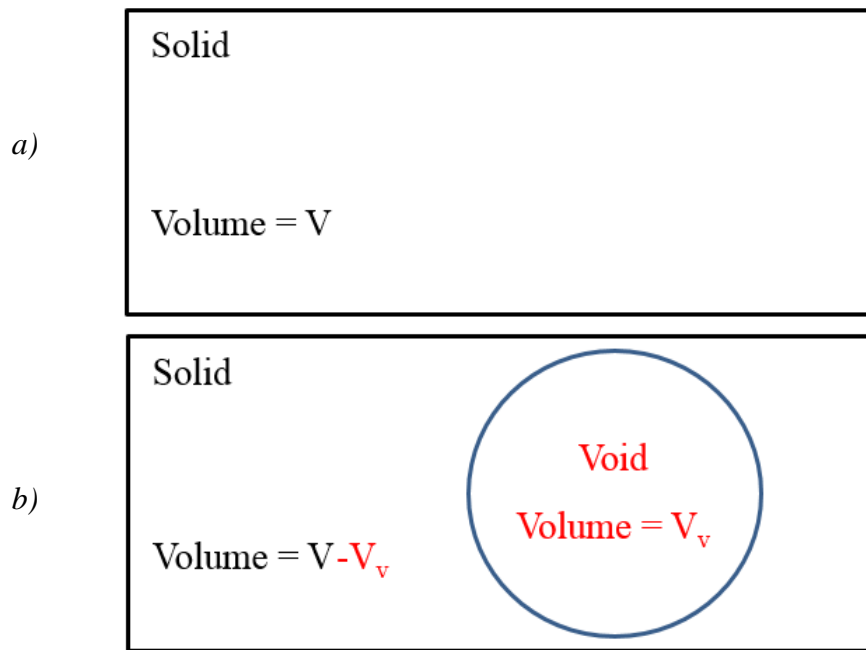 a)
Solid
Volume = V
b)
Solid
Void
Volume = Vᵥ
Volume = V-Vᵥ